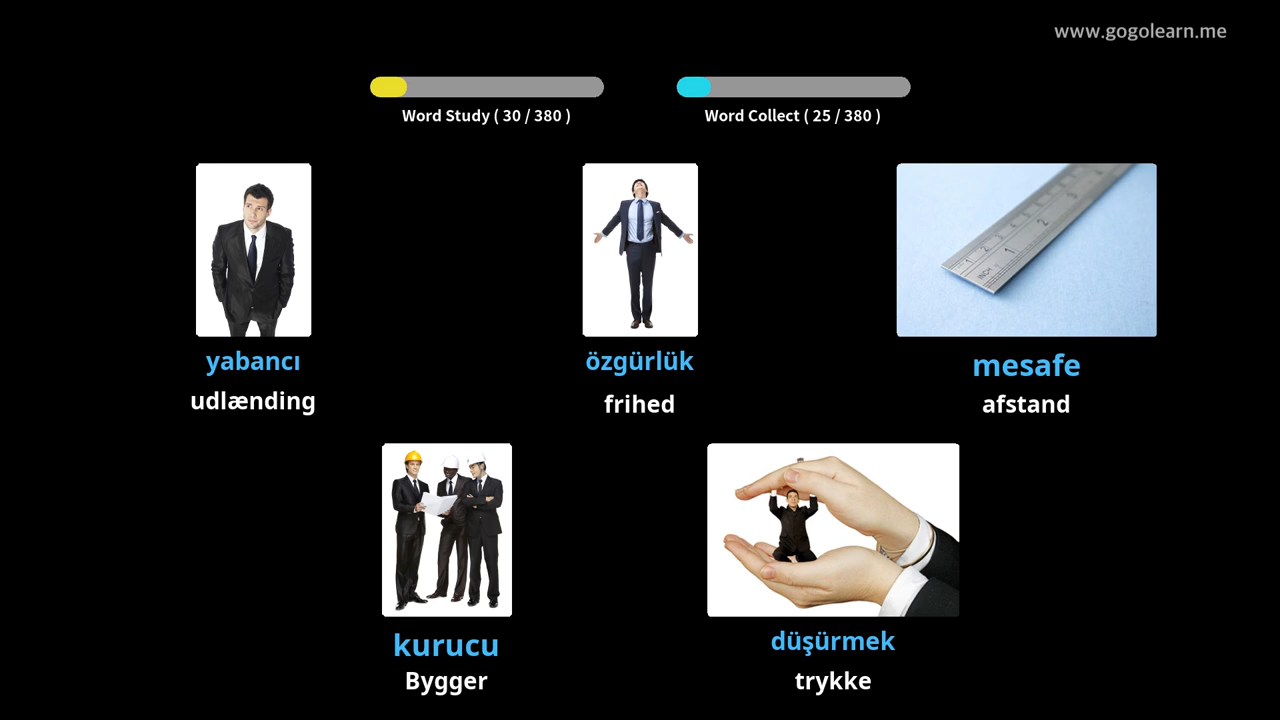 www.gogolearn.me
Word Study ( 30 / 380 )
Word Collect ( 25 / 380 )
yabancı
udlænding
özgürlük
frihed
mesafe
afstand
kurucu
Bygger
düşürmek
trykke